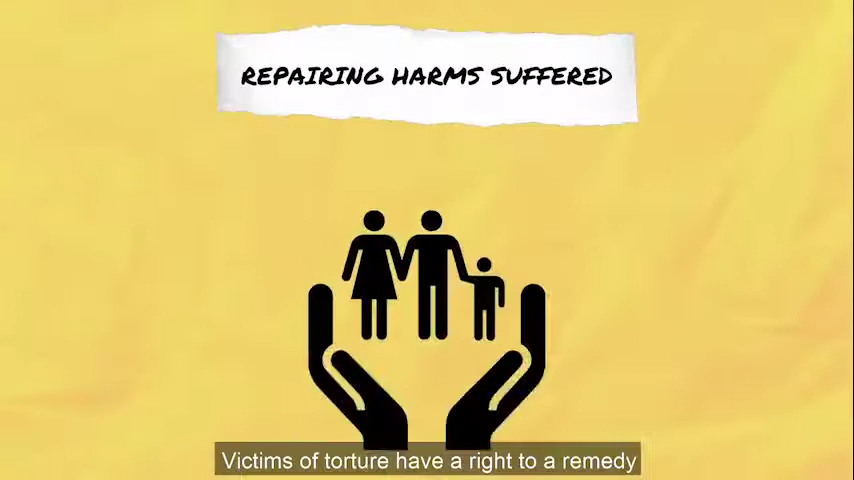 REPAIRING HARMS SUFFERED
Victims of torture have a right to a remedy